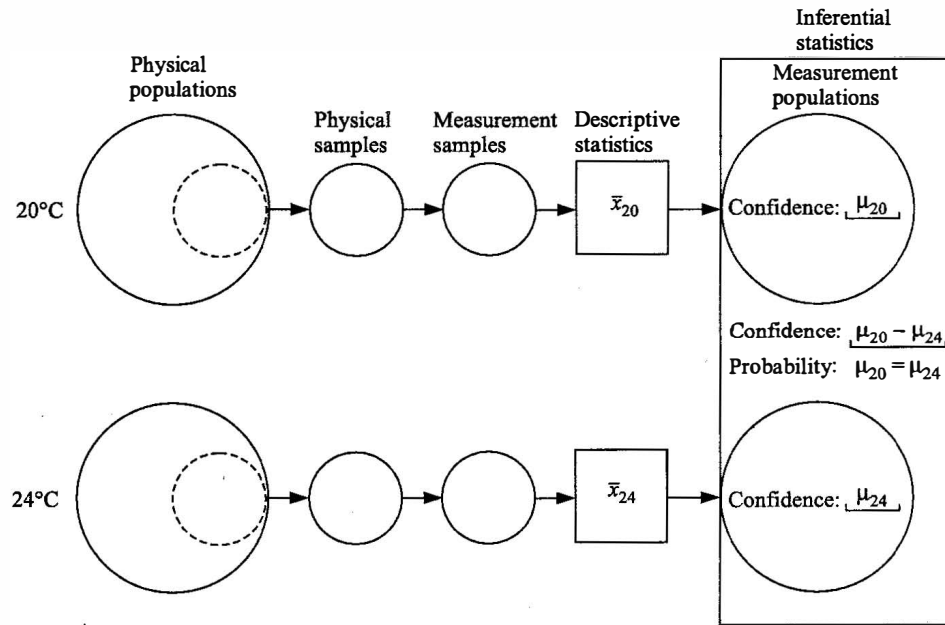 Inferential
statistics
Physical
populations
Measurement
populations
Physical
samples
Measurement
samples
Descriptive
statistics
20°C
x̄₂₀
Confidence: μ₂₀
Confidence: μ₂₀ − μ₂₄
Probability: μ₂₀ = μ₂₄
24°C
x̄₂₄
Confidence: μ₂₄